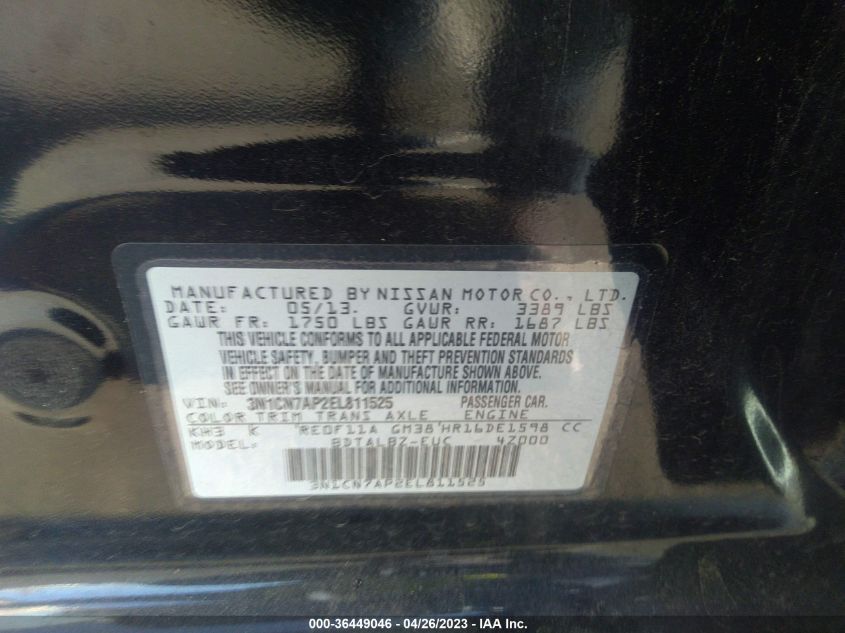 MANUFACTURED BY NISSAN MOTOR CO., LTD.
DATE: 05/13. GVWR: 3389 LBS
GAWR FR: 1750 LBS GAWR RR: 1687 LBS
THIS VEHICLE CONFORMS TO ALL APPLICABLE FEDERAL MOTOR
VEHICLE SAFETY, BUMPER AND THEFT PREVENTION STANDARDS
IN EFFECT ON THE DATE OF MANUFACTURE SHOWN ABOVE.
SEE OWNER'S MANUAL FOR ADDITIONAL INFORMATION.
VIN: 3N1CN7AP2EL811525 PASSENGER CAR.
COLOR TRIM TRANS AXLE ENGINE
KH3 K RE0F11A GM38 HR16DE1598 CC
MODEL: BDTALBZ-EUC 4Z000
3N1CN7AP2EL811525
000-36449046 - 04/26/2023 - IAA Inc.